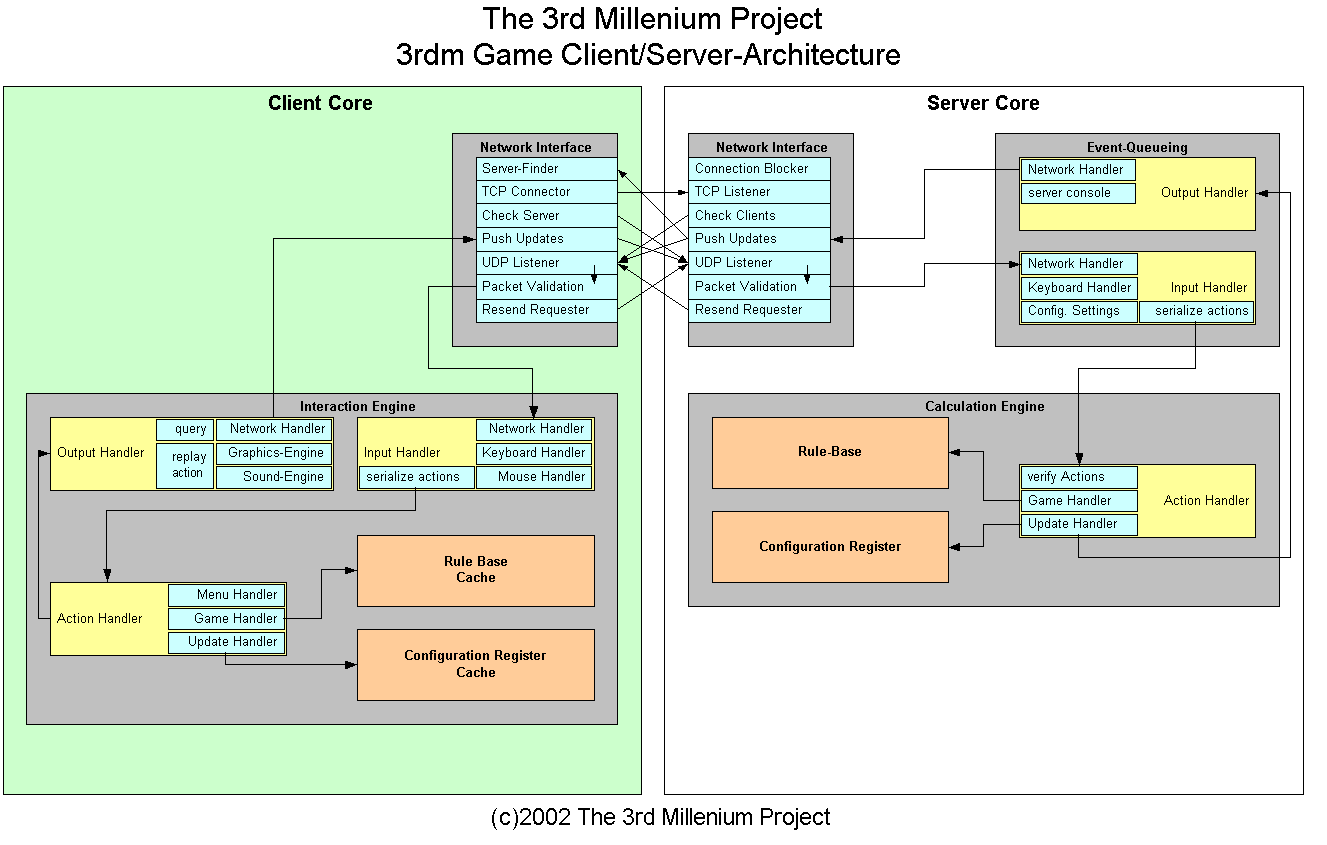 The 3rd Millenium Project
3rdm Game Client/Server-Architecture
Client Core
Network Interface
Server-Finder
TCP Connector
Check Server
Push Updates
UDP Listener
Packet Validation
Resend Requester
Interaction Engine
Output Handler
query
replay
action
Network Handler
Graphics-Engine
Sound-Engine
Input Handler
serialize actions
Network Handler
Keyboard Handler
Mouse Handler
Action Handler
Menu Handler
Game Handler
Update Handler
Rule Base
Cache
Configuration Register
Cache
Server Core
Network Interface
Connection Blocker
TCP Listener
Check Clients
Push Updates
UDP Listener
Packet Validation
Resend Requester
Event-Queueing
Network Handler
server console
Output Handler
Network Handler
Keyboard Handler
Config. Settings
Input Handler
serialize actions
Calculation Engine
Rule-Base
Configuration Register
verify Actions
Game Handler
Update Handler
Action Handler
(c)2002 The 3rd Millenium Project